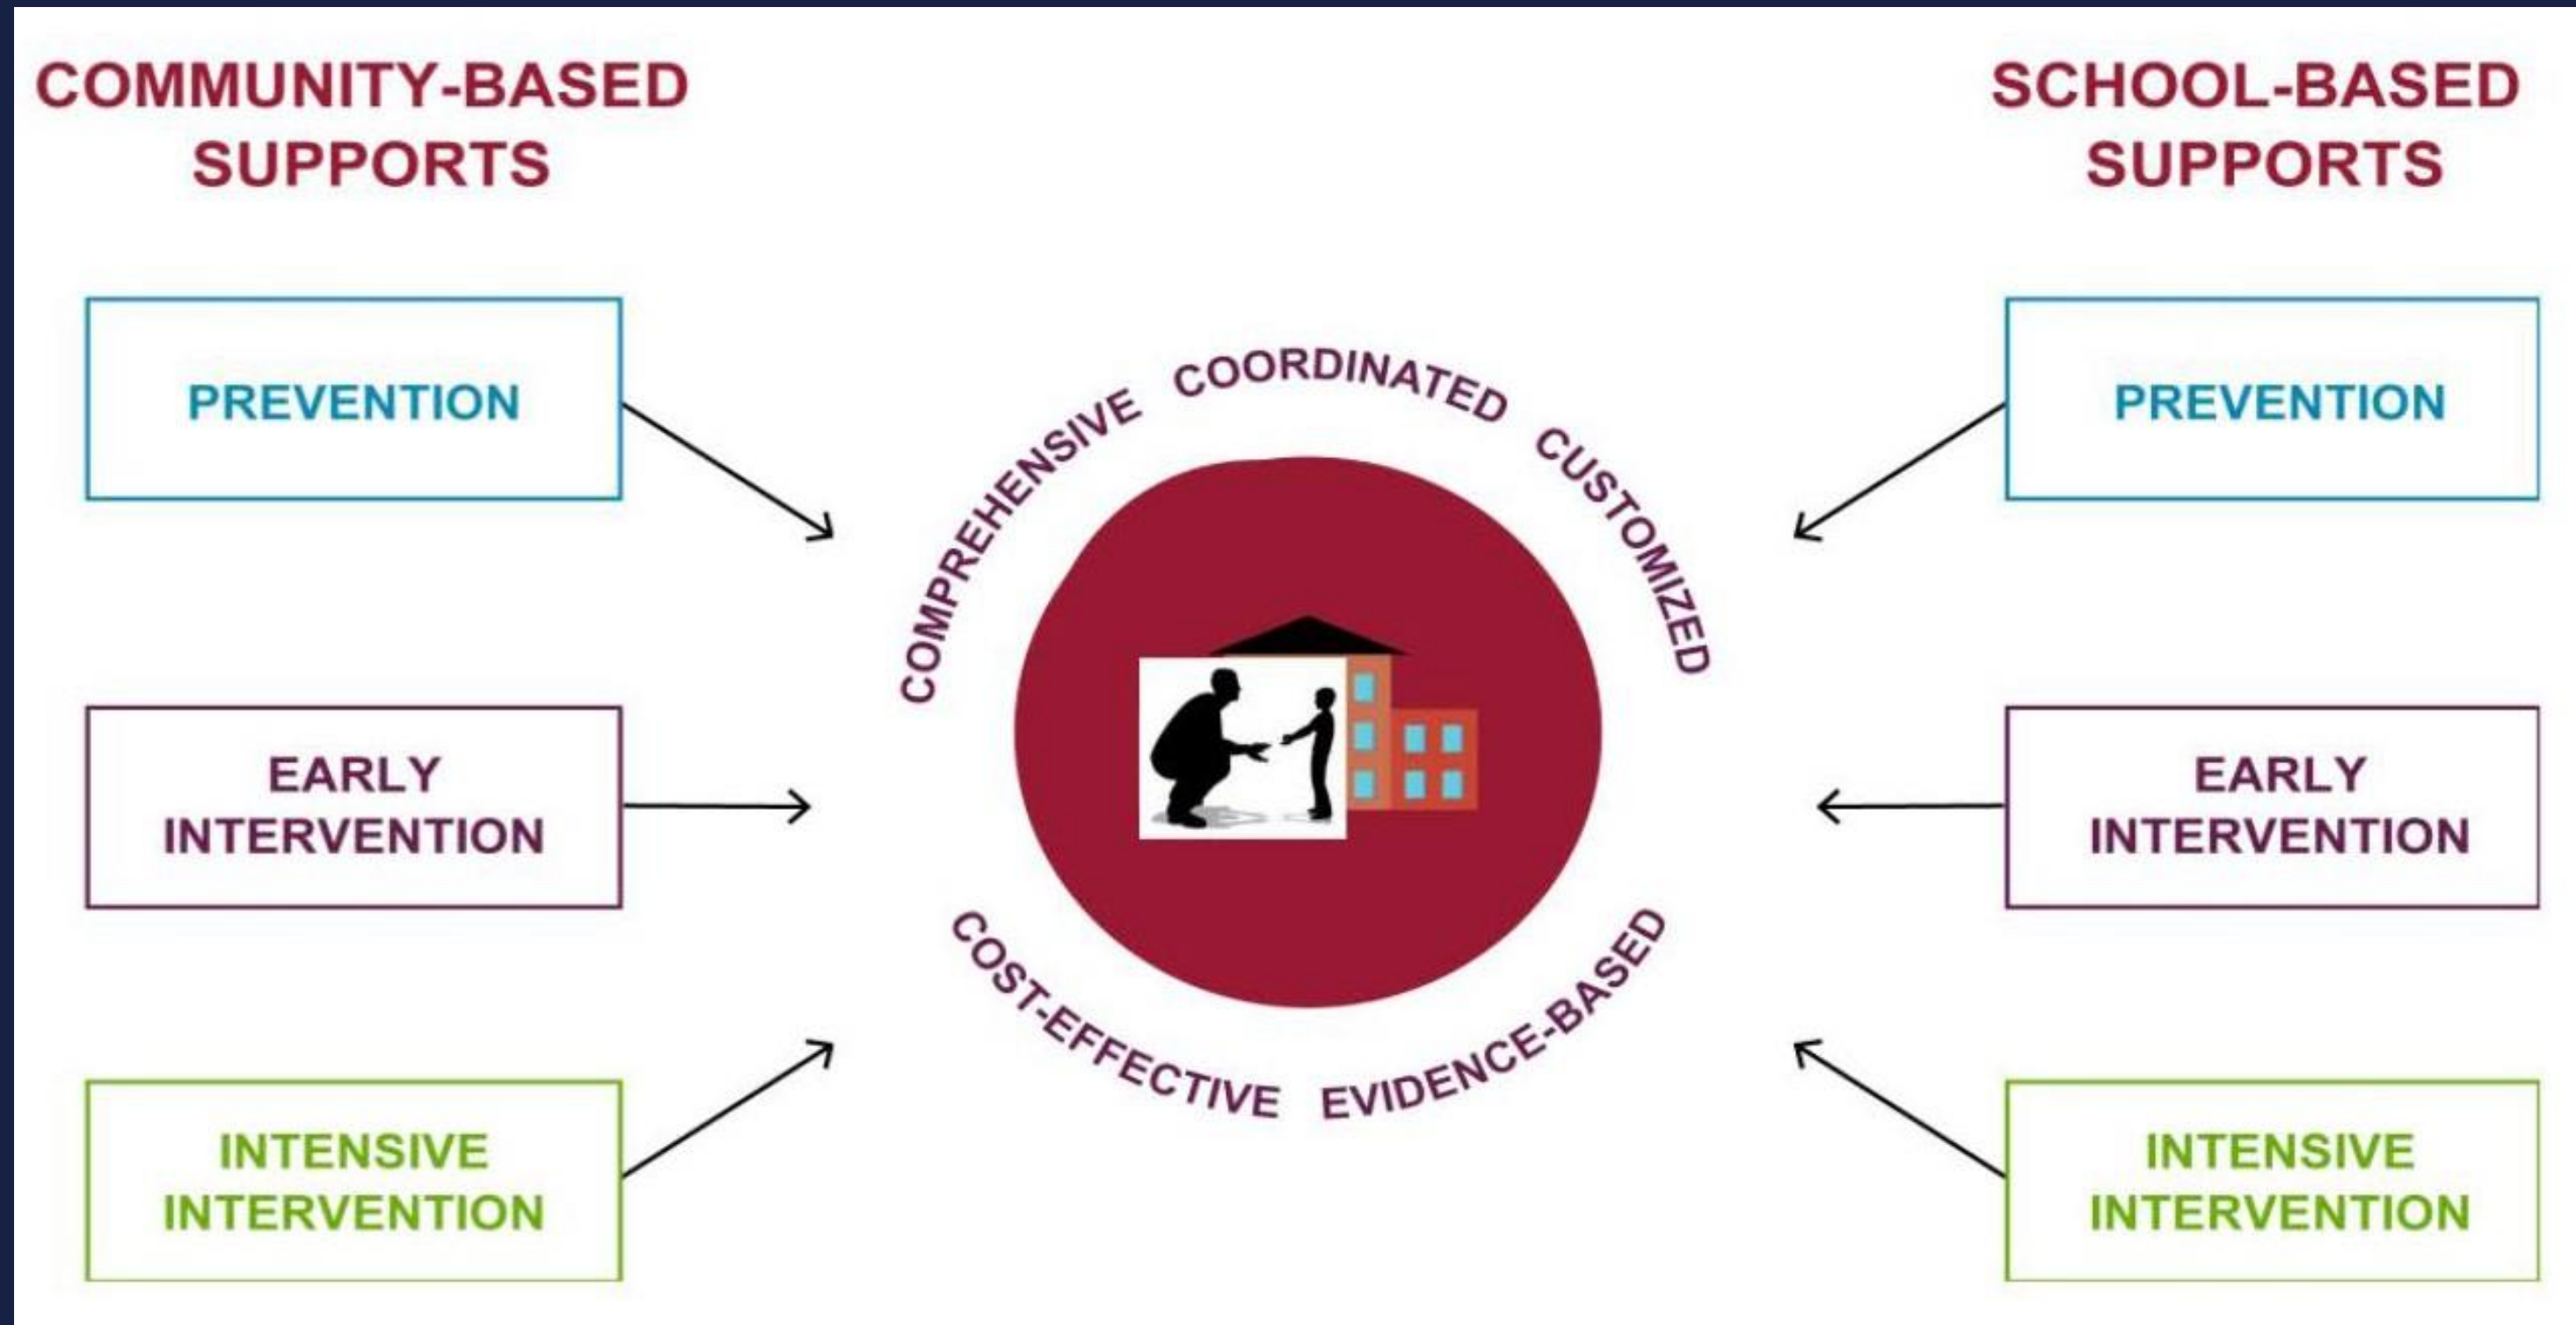 COMMUNITY-BASED
SUPPORTS
PREVENTION
EARLY
INTERVENTION
INTENSIVE
INTERVENTION
COMPREHENSIVE COORDINATED CUSTOMIZED
COST-EFFECTIVE EVIDENCE-BASED
SCHOOL-BASED
SUPPORTS
PREVENTION
EARLY
INTERVENTION
INTENSIVE
INTERVENTION